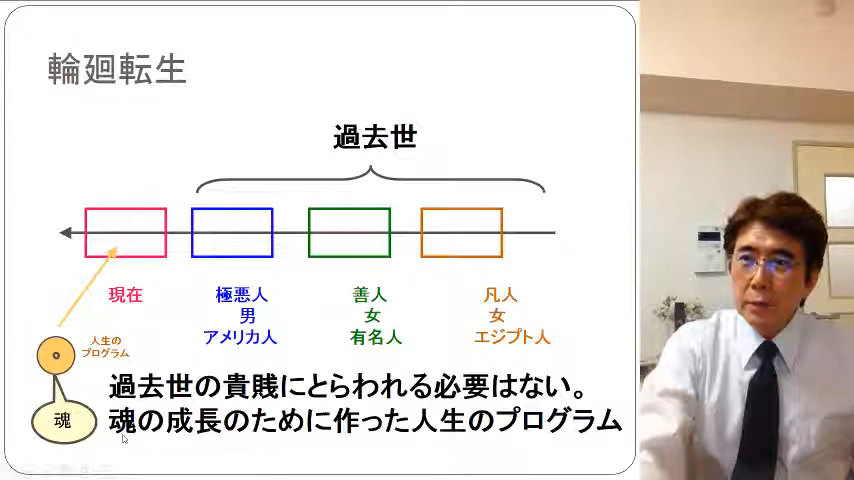 輪廻転生
過去世
現在
極悪人
男
アメリカ人
善人
女
有名人
凡人
女
エジプト人
人生の
プログラム
魂
過去世の貴賎にとらわれる必要はない。
魂の成長のために作った人生のプログラム